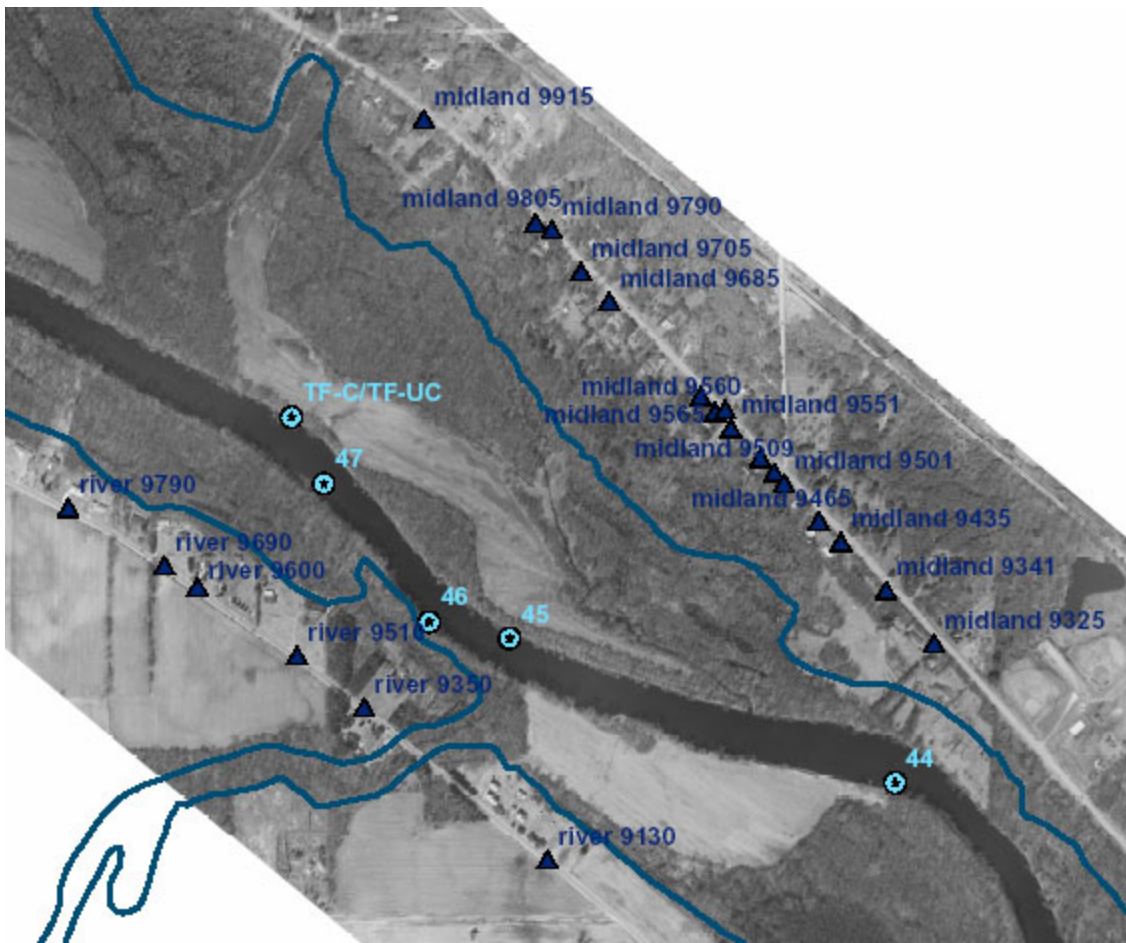 midland 9915
midland 9805
midland 9790
midland 9705
midland 9685
midland 9560
midland 9551
midland 9565
midland 9509
midland 9501
midland 9465
midland 9435
midland 9341
midland 9325
TF-C/TF-UC
47
46
45
44
river 9790
river 9690
river 9600
river 9510
river 9350
river 9130